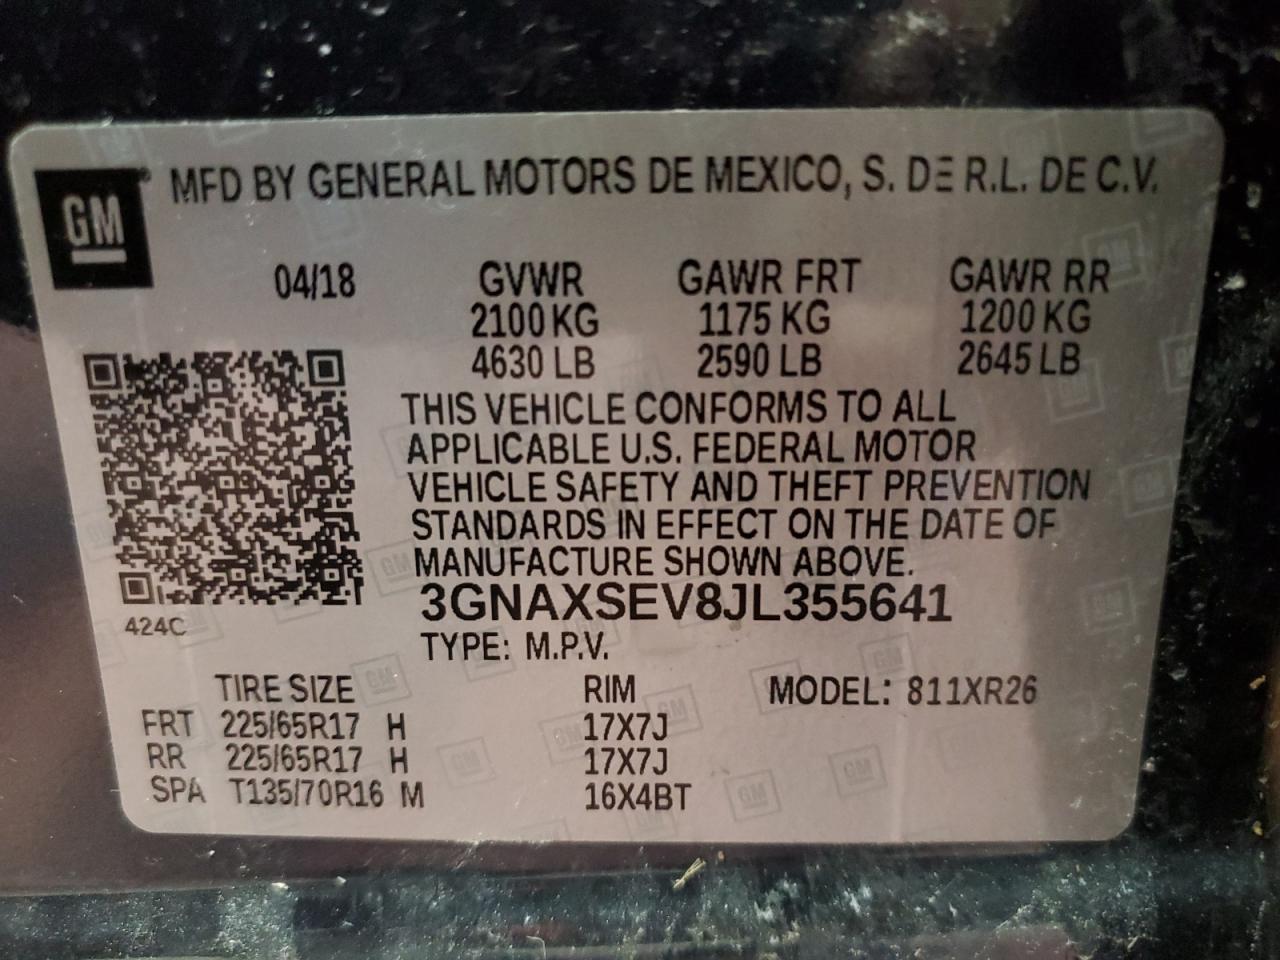 GM® MFD BY GENERAL MOTORS DE MEXICO, S. DE R.L. DE C.V.
04/18 GVWR GAWR FRT GAWR RR
2100 KG 1175 KG 1200 KG
4630 LB 2590 LB 2645 LB
THIS VEHICLE CONFORMS TO ALL
APPLICABLE U.S. FEDERAL MOTOR
VEHICLE SAFETY AND THEFT PREVENTION
STANDARDS IN EFFECT ON THE DATE OF
MANUFACTURE SHOWN ABOVE.
3GNAXSEV8JL355641
424C
TYPE: M.P.V.
TIRE SIZE RIM MODEL: 811XR26
FRT 225/65R17 H 17X7J
RR 225/65R17 H 17X7J
SPA T135/70R16 M 16X4BT